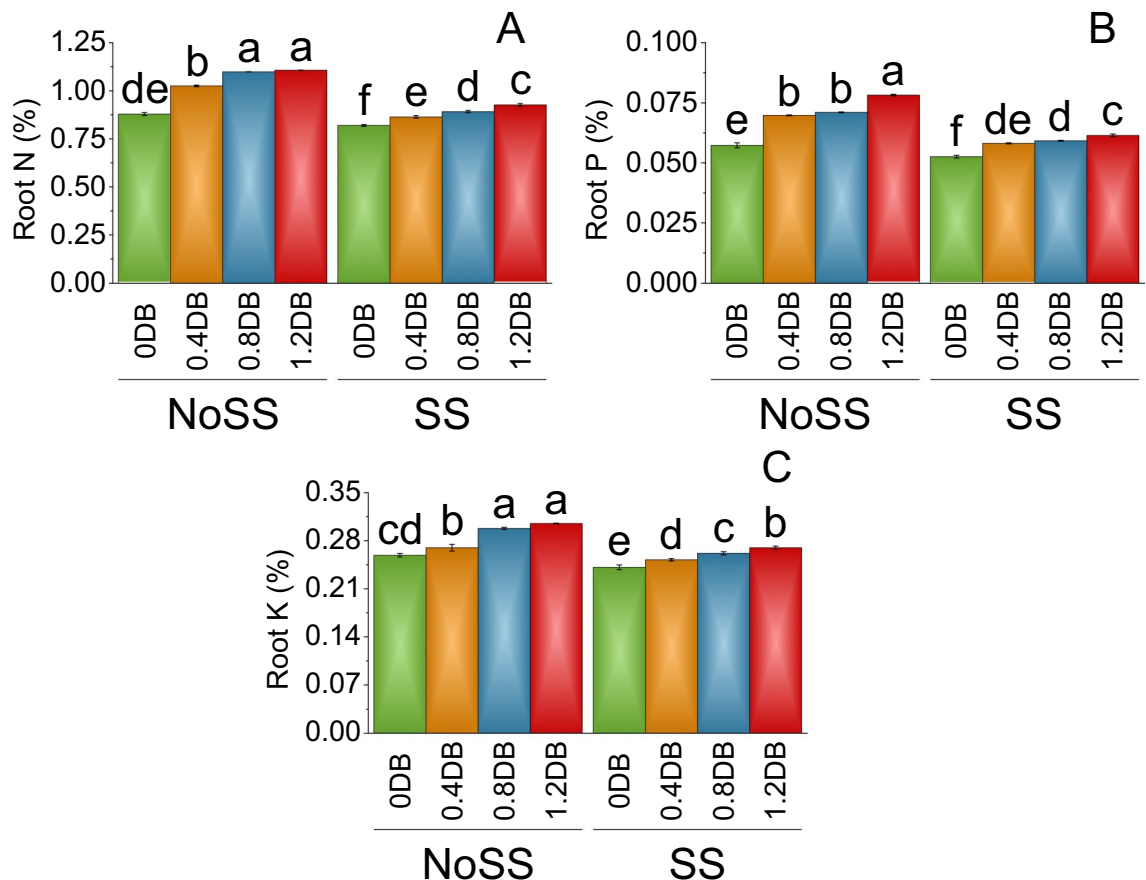 A
Root N (%)
1.25
1.00
0.75
0.50
0.25
0.00
de b a a f e d c
0DB 0.4DB 0.8DB 1.2DB 0DB 0.4DB 0.8DB 1.2DB
NoSS SS
B
Root P (%)
0.100
0.075
0.050
0.025
0.000
e b b a f de d c
0DB 0.4DB 0.8DB 1.2DB 0DB 0.4DB 0.8DB 1.2DB
NoSS SS
C
Root K (%)
0.35
0.28
0.21
0.14
0.07
0.00
cd b a a e d c b
0DB 0.4DB 0.8DB 1.2DB 0DB 0.4DB 0.8DB 1.2DB
NoSS SS